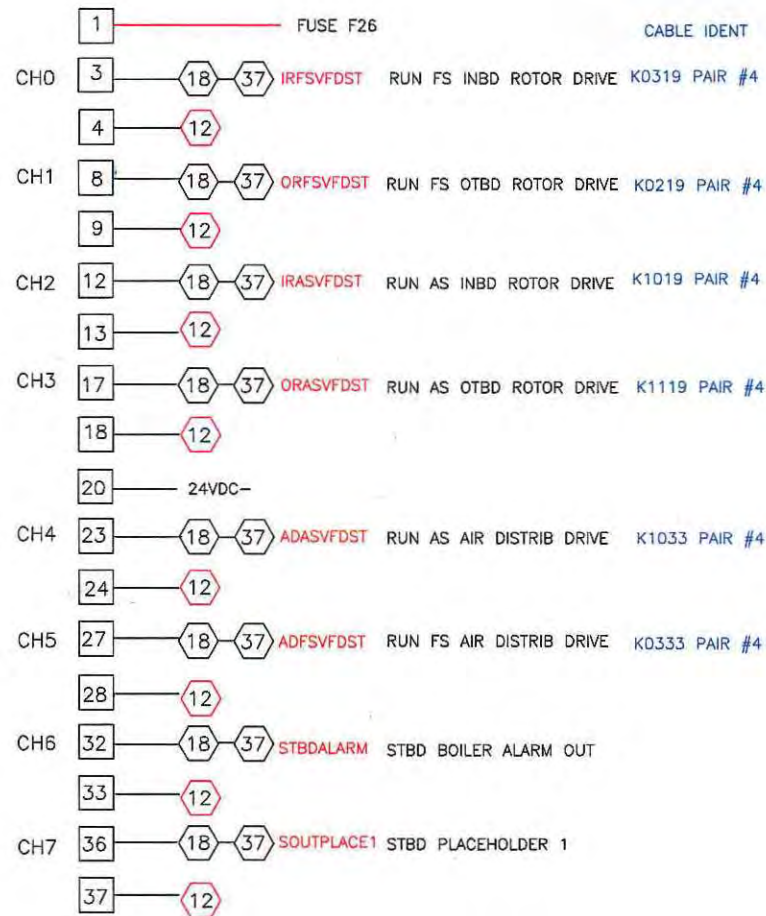 1 FUSE F26
CABLE IDENT
CH0 3 18 37 IRFSVFDST RUN FS INBD ROTOR DRIVE K0319 PAIR #4
4 12
CH1 8 18 37 ORFSVFDST RUN FS OTBD ROTOR DRIVE K0219 PAIR #4
9 12
CH2 12 18 37 IRASVFDST RUN AS INBD ROTOR DRIVE K1019 PAIR #4
13 12
CH3 17 18 37 ORASVFDST RUN AS OTBD ROTOR DRIVE K1119 PAIR #4
18 12
20 24VDC-
CH4 23 18 37 ADASVFDST RUN AS AIR DISTRIB DRIVE K1033 PAIR #4
24 12
CH5 27 18 37 ADFSVFDST RUN FS AIR DISTRIB DRIVE K0333 PAIR #4
28 12
CH6 32 18 37 STBDALARM STBD BOILER ALARM OUT
33 12
CH7 36 18 37 SOUTPLACE1 STBD PLACEHOLDER 1
37 12